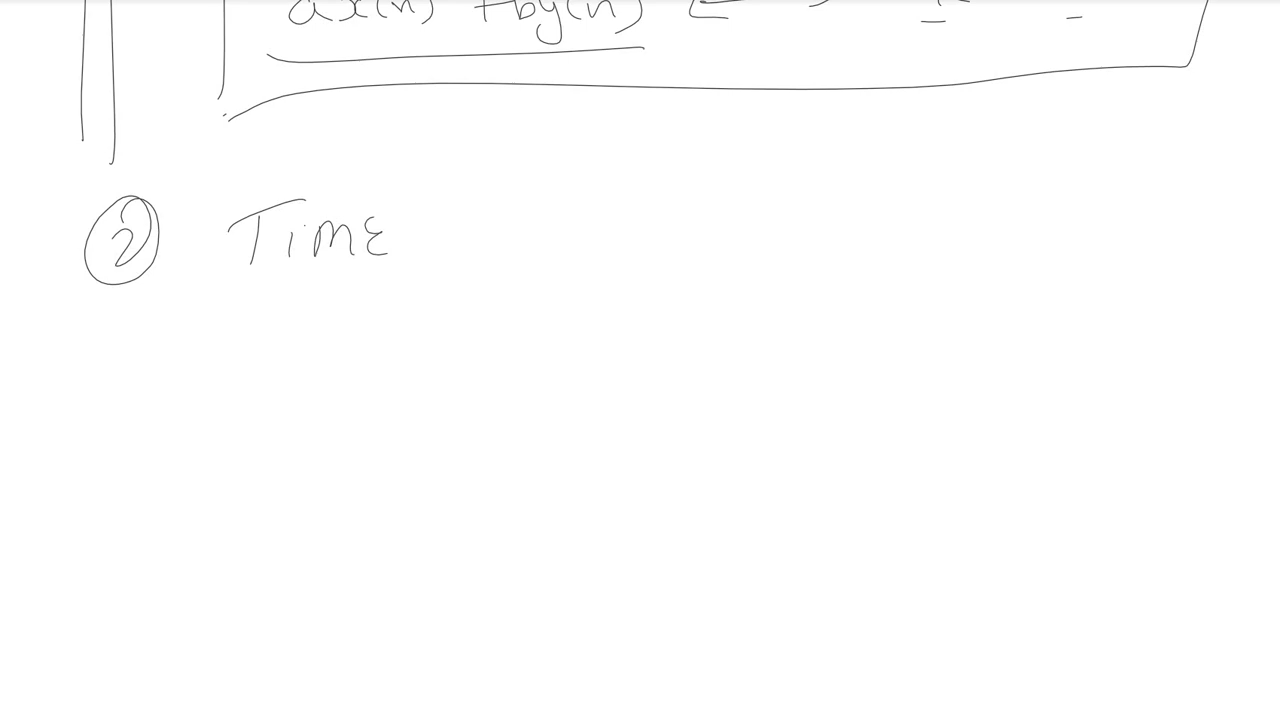 ax(n) + by(n)
② Time